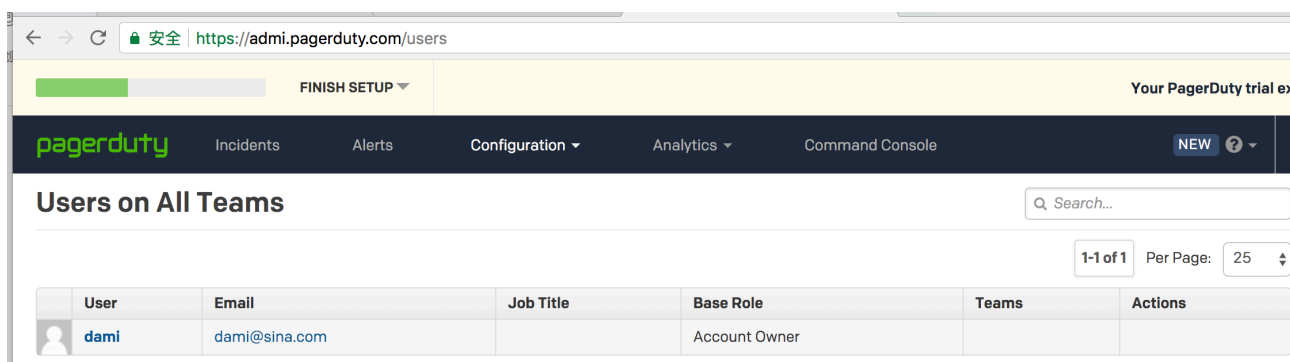 安全 https://admi.pagerduty.com/users
FINISH SETUP Your PagerDuty trial ex
pagerduty Incidents Alerts Configuration Analytics Command Console NEW ?
Users on All Teams Search...
1-1 of 1 Per Page: 25
User Email Job Title Base Role Teams Actions
dami dami@sina.com Account Owner